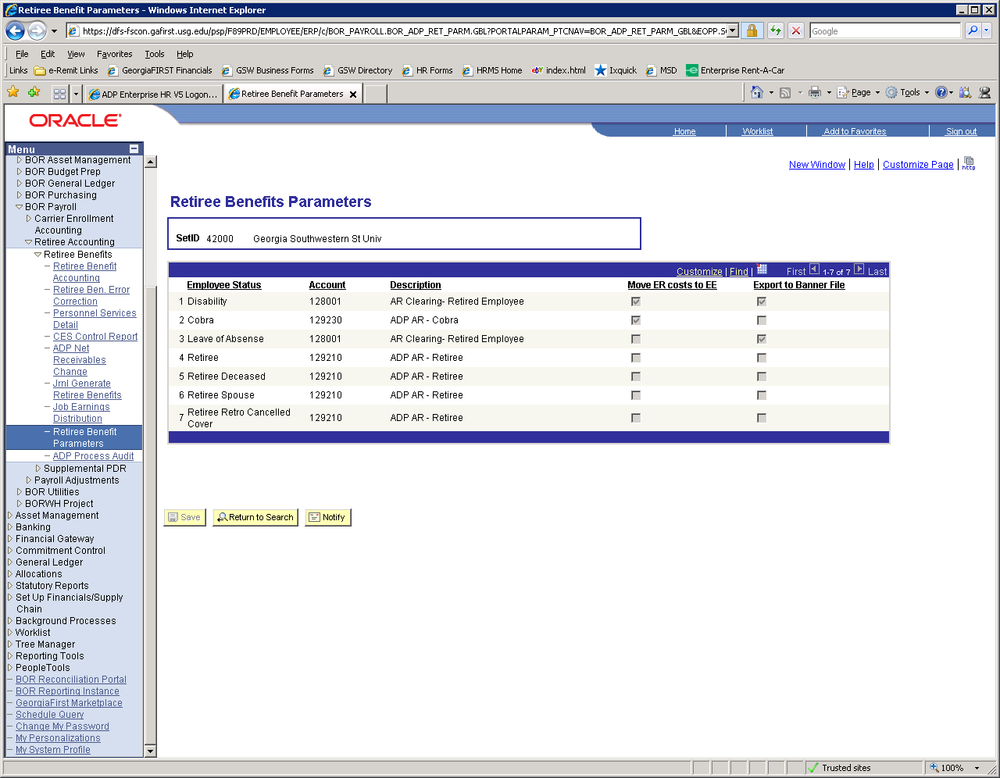 Retiree Benefit Parameters - Windows Internet Explorer
https://dfs-fscon.gafirst.usg.edu/psp/F89PRD/EMPLOYEE/ERP/c/BOR_PAYROLL.BOR_ADP_RET_PARM.GBL?PORTALPARAM_PTCNAV=BOR_ADP_RET_PARM_GBL&EOPP.S
Google
File Edit View Favorites Tools Help
Links e-Remit Links GeorgiaFIRST Financials GSW Business Forms GSW Directory HR Forms HRMS Home index.html Ixquick MSD Enterprise Rent-A-Car
ADP Enterprise HR V5 Logon... Retiree Benefit Parameters Page Tools
ORACLE
Home Worklist Add to Favorites Sign out
Menu
BOR Asset Management
BOR Budget Prep
BOR General Ledger
BOR Purchasing
BOR Payroll
Carrier Enrollment
Accounting
Retiree Accounting
Retiree Benefits
Retiree Benefit
Accounting
Retiree Ben. Error
Correction
Personnel Services
Detail
CES Control Report
ADP Net
Receivables
Change
Jrnl Generate
Retiree Benefits
Job Earnings
Distribution
Retiree Benefit
Parameters
ADP Process Audit
Supplemental PDR
Payroll Adjustments
BOR Utilities
BORWH Project
Asset Management
Banking
Financial Gateway
Commitment Control
General Ledger
Allocations
Statutory Reports
Set Up Financials/Supply
Chain
Background Processes
Worklist
Tree Manager
Reporting Tools
PeopleTools
BOR Reconciliation Portal
BOR Reporting Instance
GeorgiaFirst Marketplace
Schedule Query
Change My Password
My Personalizations
My System Profile
New Window | Help | Customize Page | http
Retiree Benefits Parameters
SetID 42000 Georgia Southwestern St Univ
Customize | Find | First 1-7 of 7 Last
Employee Status Account Description Move ER costs to EE Export to Banner File
1 Disability 128001 AR Clearing- Retired Employee
2 Cobra 129230 ADP AR - Cobra
3 Leave of Absense 128001 AR Clearing- Retired Employee
4 Retiree 129210 ADP AR - Retiree
5 Retiree Deceased 129210 ADP AR - Retiree
6 Retiree Spouse 129210 ADP AR - Retiree
7 Retiree Retro Cancelled
Cover 129210 ADP AR - Retiree
Save Return to Search Notify
Trusted sites 100%